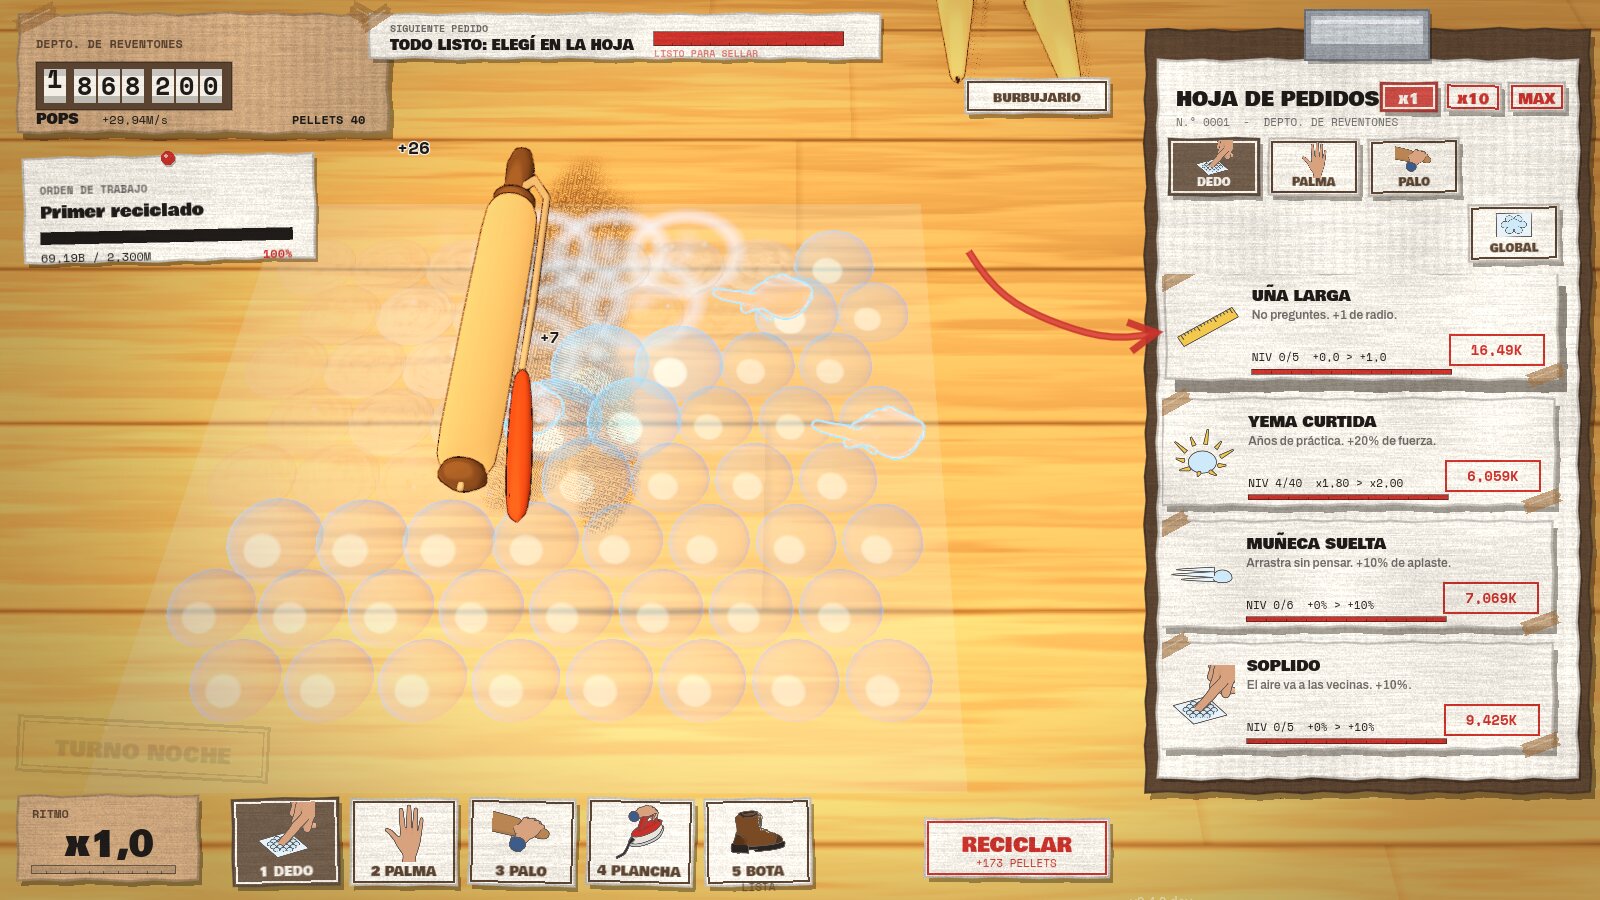 DEPTO. DE REVENTONES
1 868 200
POPS +29,94M/s PELLETS 40
SIGUIENTE PEDIDO
TODO LISTO: ELEGÍ EN LA HOJA
LISTO PARA SELLAR
BURBUJARIO
ORDEN DE TRABAJO
Primer reciclado
69,19B / 2,300M 100%
+26
+7
HOJA DE PEDIDOS x1 x10 MAX
N.° 0001 - DEPTO. DE REVENTONES
DEDO PALMA PALO
GLOBAL
UÑA LARGA
No preguntes. +1 de radio.
NIV 0/5 +0,0 > +1,0 16,49K
YEMA CURTIDA
Años de práctica. +20% de fuerza.
NIV 4/40 x1,80 > x2,00 6,059K
MUÑECA SUELTA
Arrastra sin pensar. +10% de aplaste.
NIV 0/6 +0% > +10% 7,069K
SOPLIDO
El aire va a las vecinas. +10%.
NIV 0/5 +0% > +10% 9,425K
TURNO NOCHE
RITMO
x1,0
1 DEDO 2 PALMA 3 PALO 4 PLANCHA 5 BOTA
LISTA
RECICLAR
+173 PELLETS